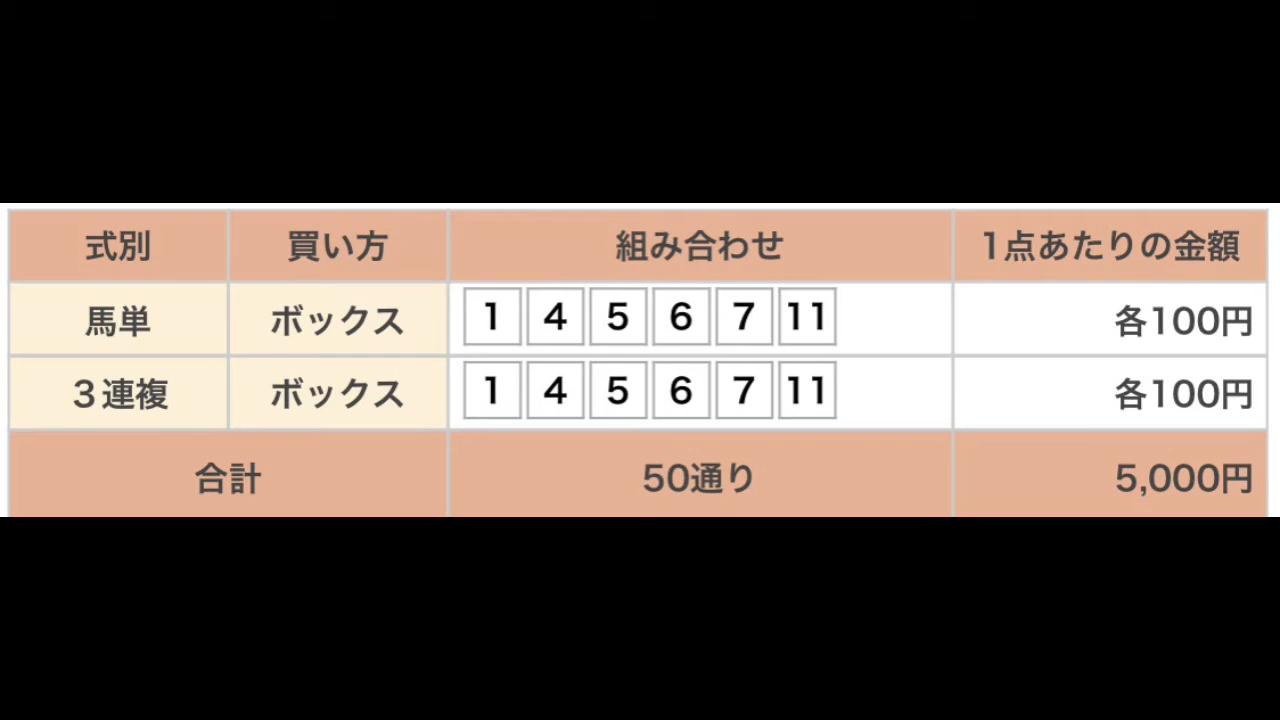 式別 買い方 組み合わせ 1点あたりの金額
馬単 ボックス 1 4 5 6 7 11 各100円
３連複 ボックス 1 4 5 6 7 11 各100円
合計 50通り 5,000円